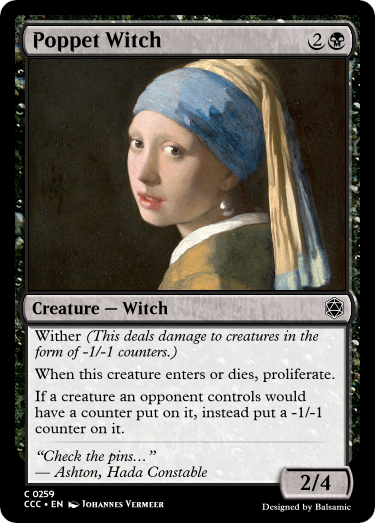 Poppet Witch 2
Creature — Witch
Wither (This deals damage to creatures in the
form of -1/-1 counters.)
When this creature enters or dies, proliferate.
If a creature an opponent controls would
have a counter put on it, instead put a -1/-1
counter on it.
“Check the pins…”
— Ashton, Hada Constable
2/4
C 0259
CCC • EN Johannes Vermeer
Designed by Balsamic